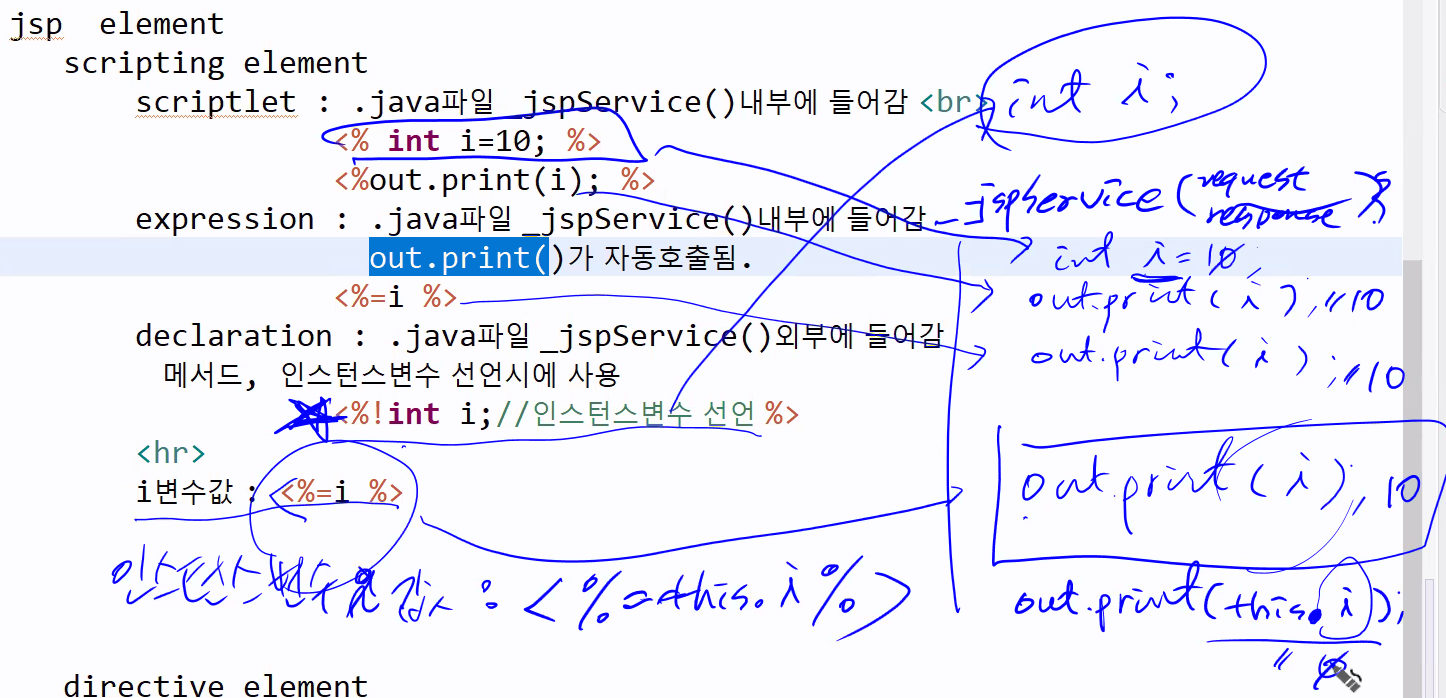 jsp element
scripting element
scriptlet : .java파일 _jspService()내부에 들어감 <br>
int i;
<% int i=10; %>
<%out.print(i); %>
_jspservice(request
response){
expression : .java파일 _jspService()내부에 들어감
out.print()가 자동호출됨.
int i = 10;
<%=i %>
out.print(i); // 10
declaration : .java파일 _jspService()외부에 들어감
out.print(i); // 10
메서드, 인스턴스변수 선언시에 사용
<%!int i;//인스턴스변수 선언 %>
<hr>
i변수값 : <%=i %>
out.print(i); 10
인스턴스변수 i 값 : <%=this.i%>
out.print(this.i);
" 0
directive element